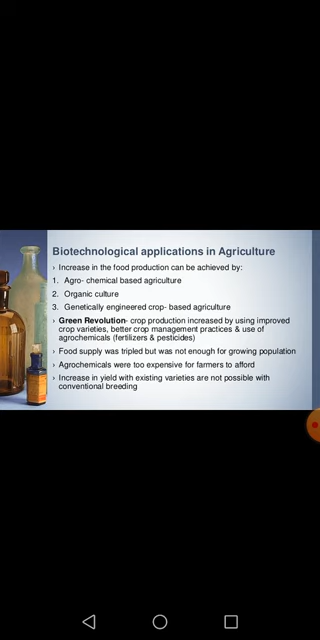 Biotechnological applications in Agriculture
› Increase in the food production can be achieved by:
1. Agro- chemical based agriculture
2. Organic culture
3. Genetically engineered crop- based agriculture
› Green Revolution- crop production increased by using improved
crop varieties, better crop management practices & use of
agrochemicals (fertilizers & pesticides)
› Food supply was tripled but was not enough for growing population
› Agrochemicals were too expensive for farmers to afford
› Increase in yield with existing varieties are not possible with
conventional breeding